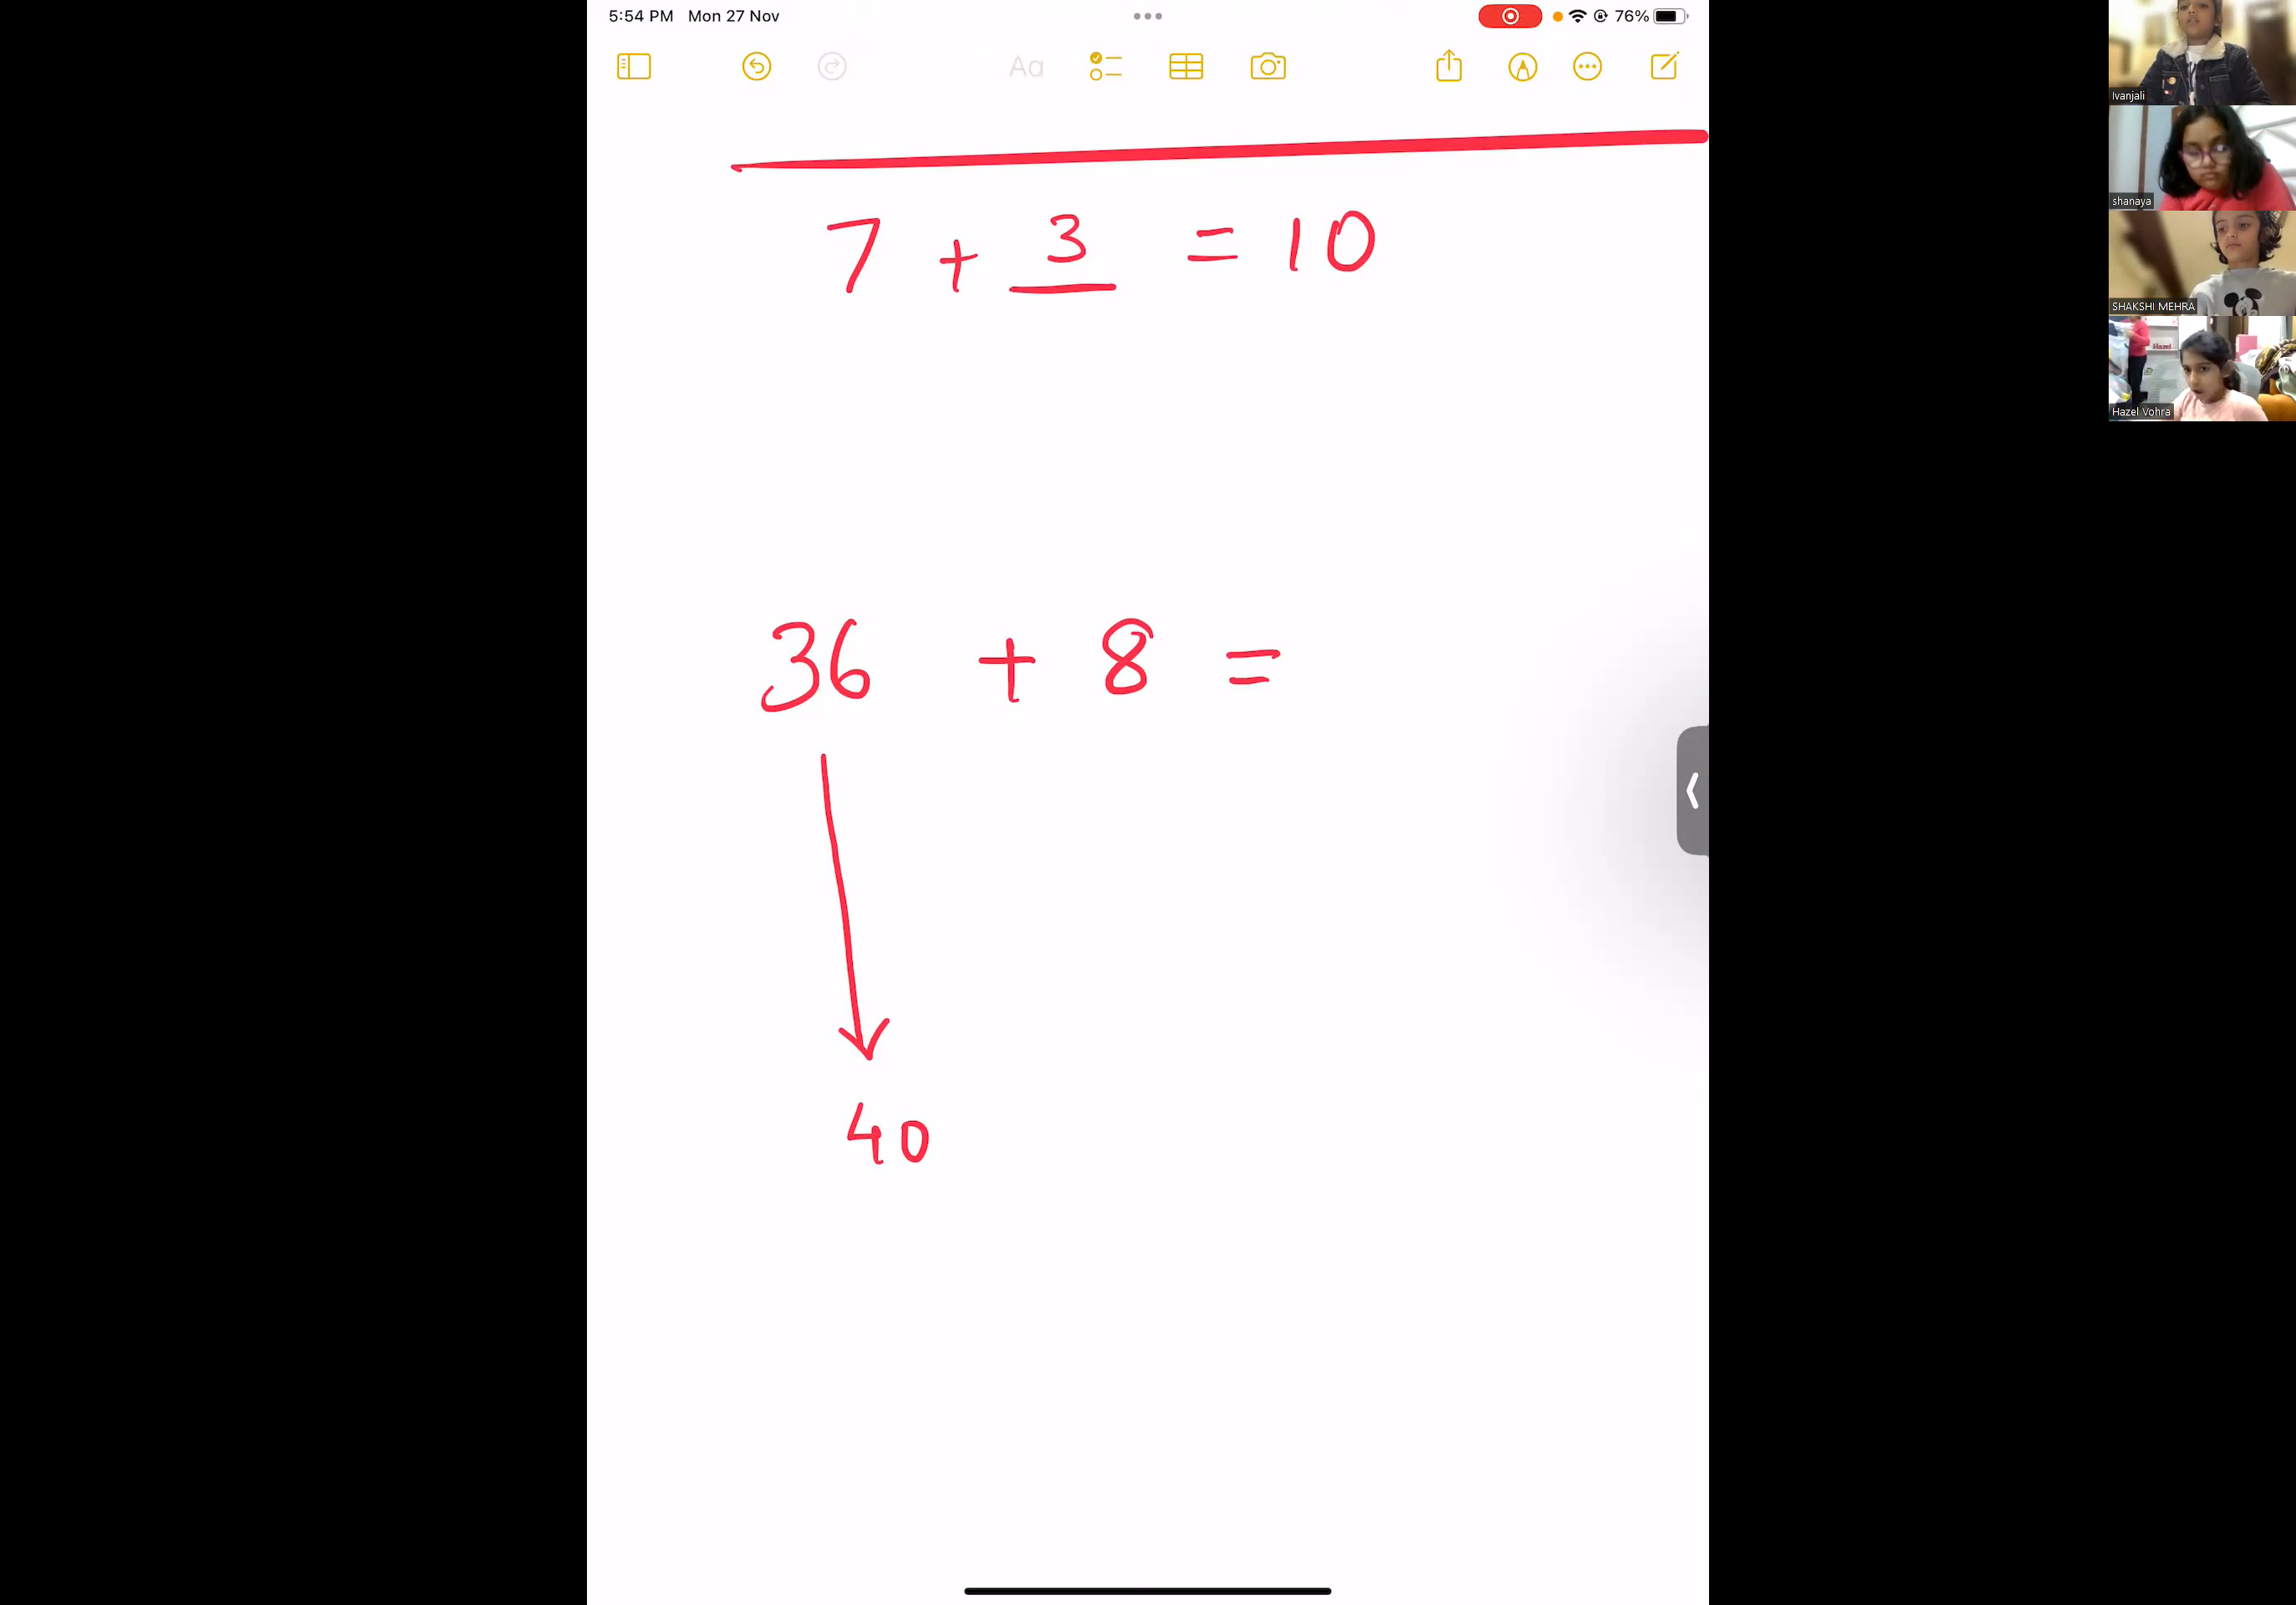 5:54 PM Mon 27 Nov
76%
Aa
7 + 3 = 10
36 + 8 =
40
Ivanjali
shanaya
SHAKSHI MEHRA
Hazel
Hazel Vohra